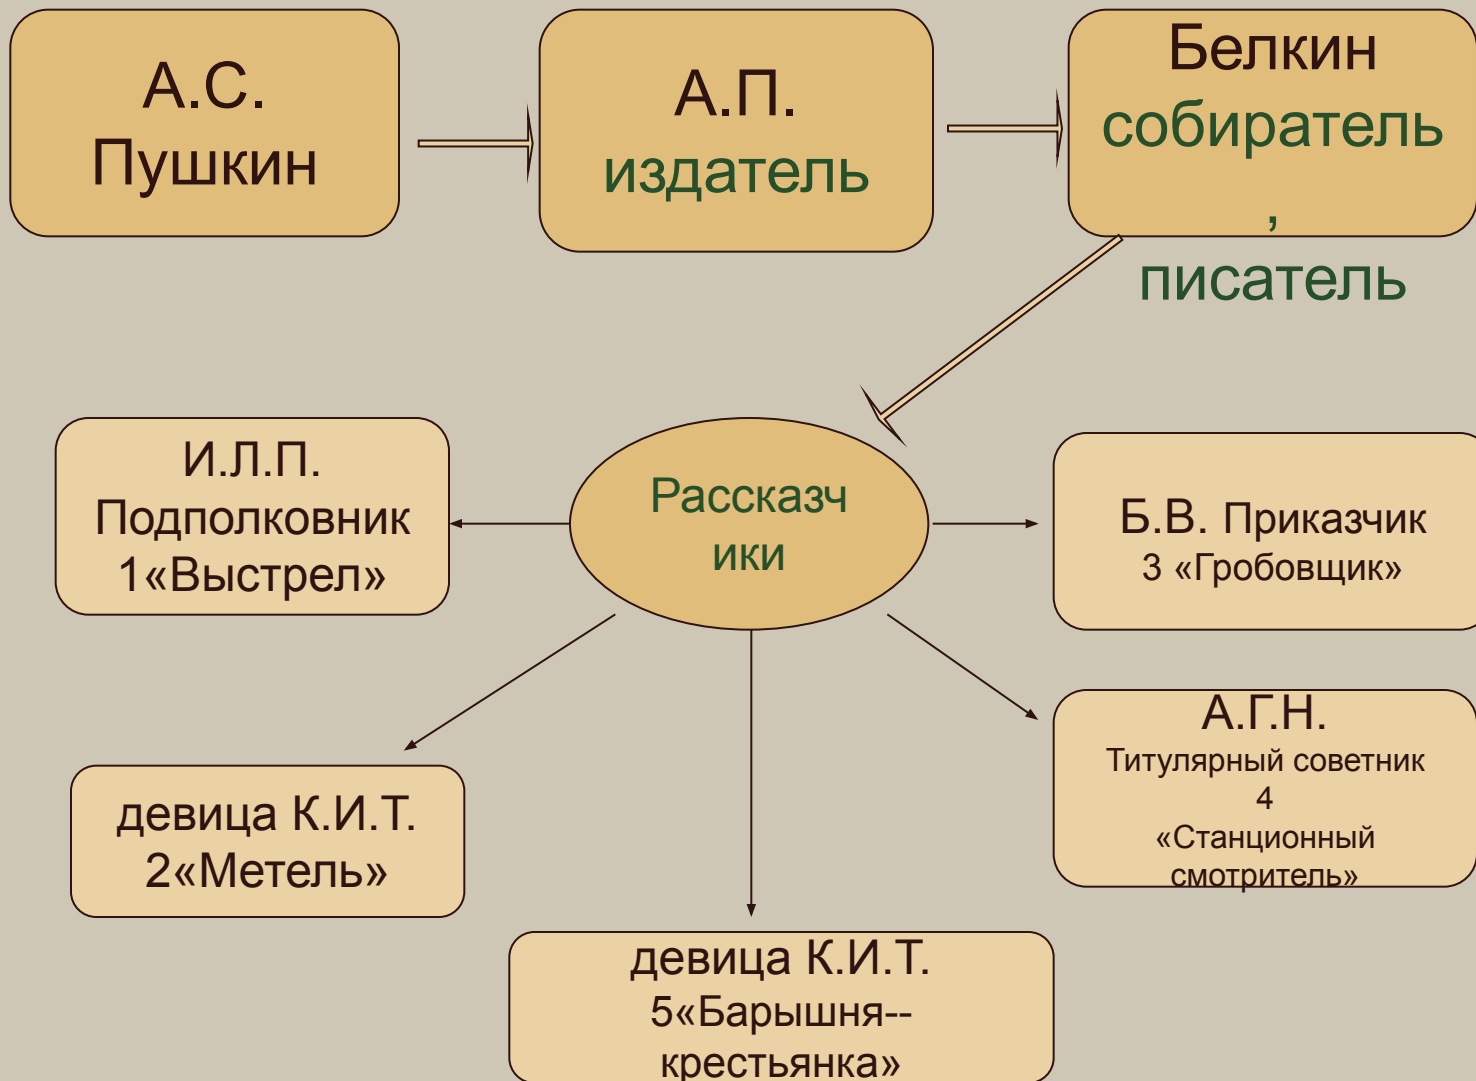 А.С.
Пушкин
А.П.
издатель
Белкин
собиратель
,
писатель
И.Л.П.
Подполковник
1«Выстрел»
Рассказч
ики
Б.В. Приказчик
3 «Гробовщик»
девица К.И.Т.
2«Метель»
А.Г.Н.
Титулярный советник
4
«Станционный
смотритель»
девица К.И.Т.
5«Барышня--
крестьянка»